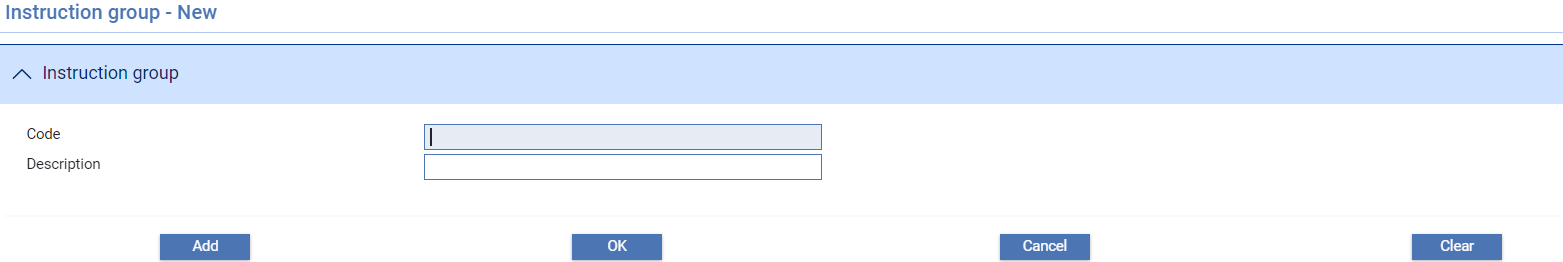 Instruction group - New
Instruction group
Code
Description
Add OK Cancel Clear